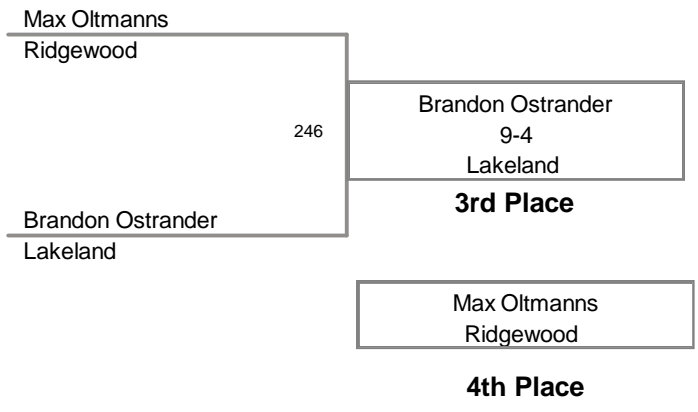 Max Oltmanns
Ridgewood
246
Brandon Ostrander
9-4
Lakeland
3rd Place
Brandon Ostrander
Lakeland
Max Oltmanns
Ridgewood
4th Place